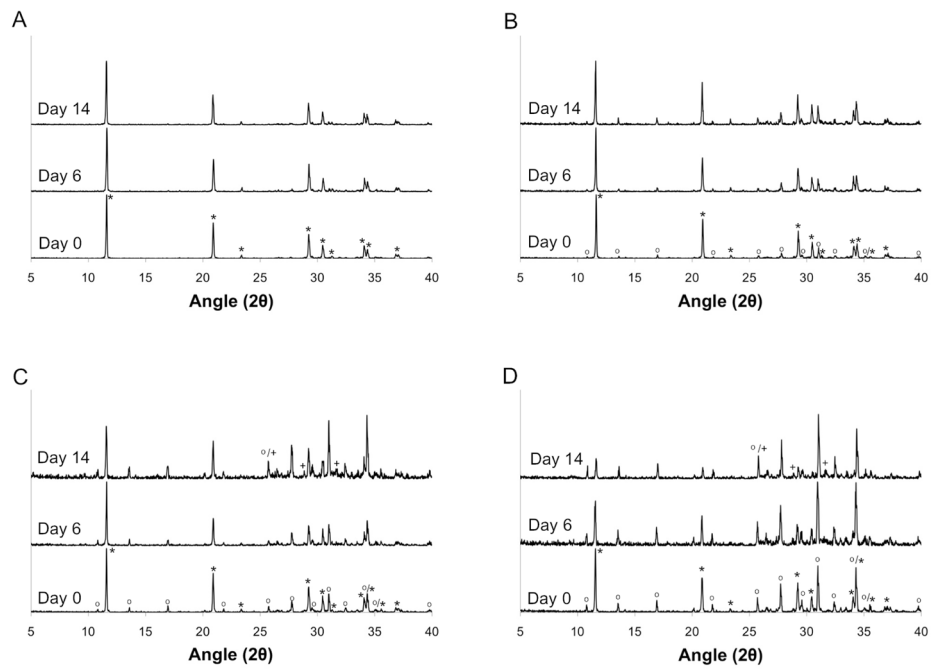 A
Day 14
Day 6
*
Day 0
* * * * * * * *
5 10 15 20 25 30 35 40
Angle (2θ)
B
Day 14
Day 6
*
Day 0
o o o o * o o * o * o * o * * o/* * o
5 10 15 20 25 30 35 40
Angle (2θ)
C
Day 14
o/+ + +
Day 6
*
Day 0
o o o * o * o o * o * o * o/* o/* * o
5 10 15 20 25 30 35 40
Angle (2θ)
D
Day 14
o/+ + +
Day 6
*
Day 0
o o o * o * o * o * o o * o/* o/* * o
5 10 15 20 25 30 35 40
Angle (2θ)